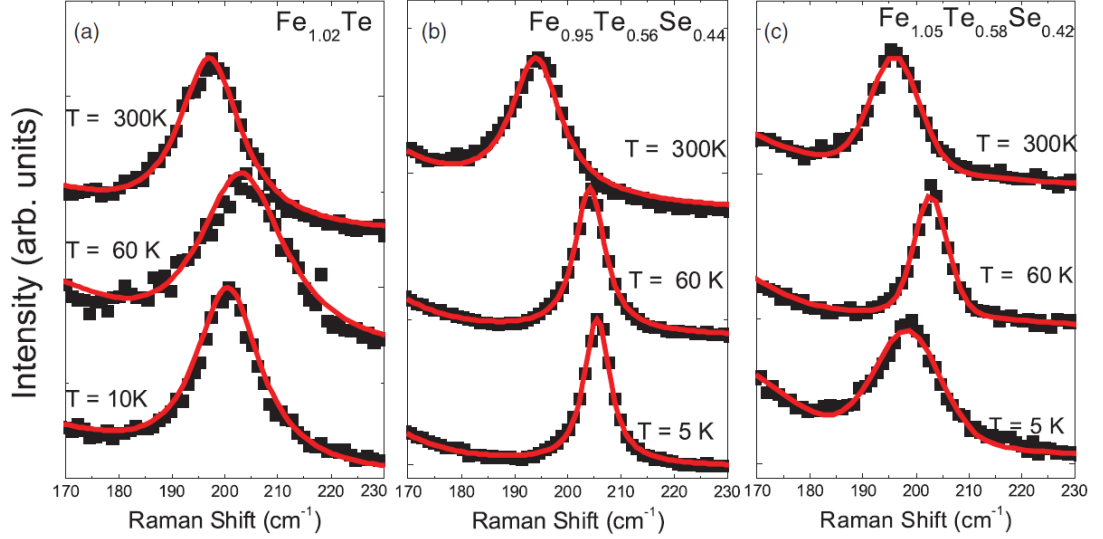 Intensity (arb. units)
(a)
Fe1.02Te
T = 300K
T = 60 K
T = 10K
170 180 190 200 210 220 230
Raman Shift (cm-1)
(b)
Fe0.95Te0.56Se0.44
T = 300K
T = 60 K
T = 5 K
170 180 190 200 210 220 230
Raman Shift (cm-1)
(c)
Fe1.05Te0.58Se0.42
T = 300K
T = 60 K
T = 5 K
170 180 190 200 210 220 230
Raman Shift (cm-1)